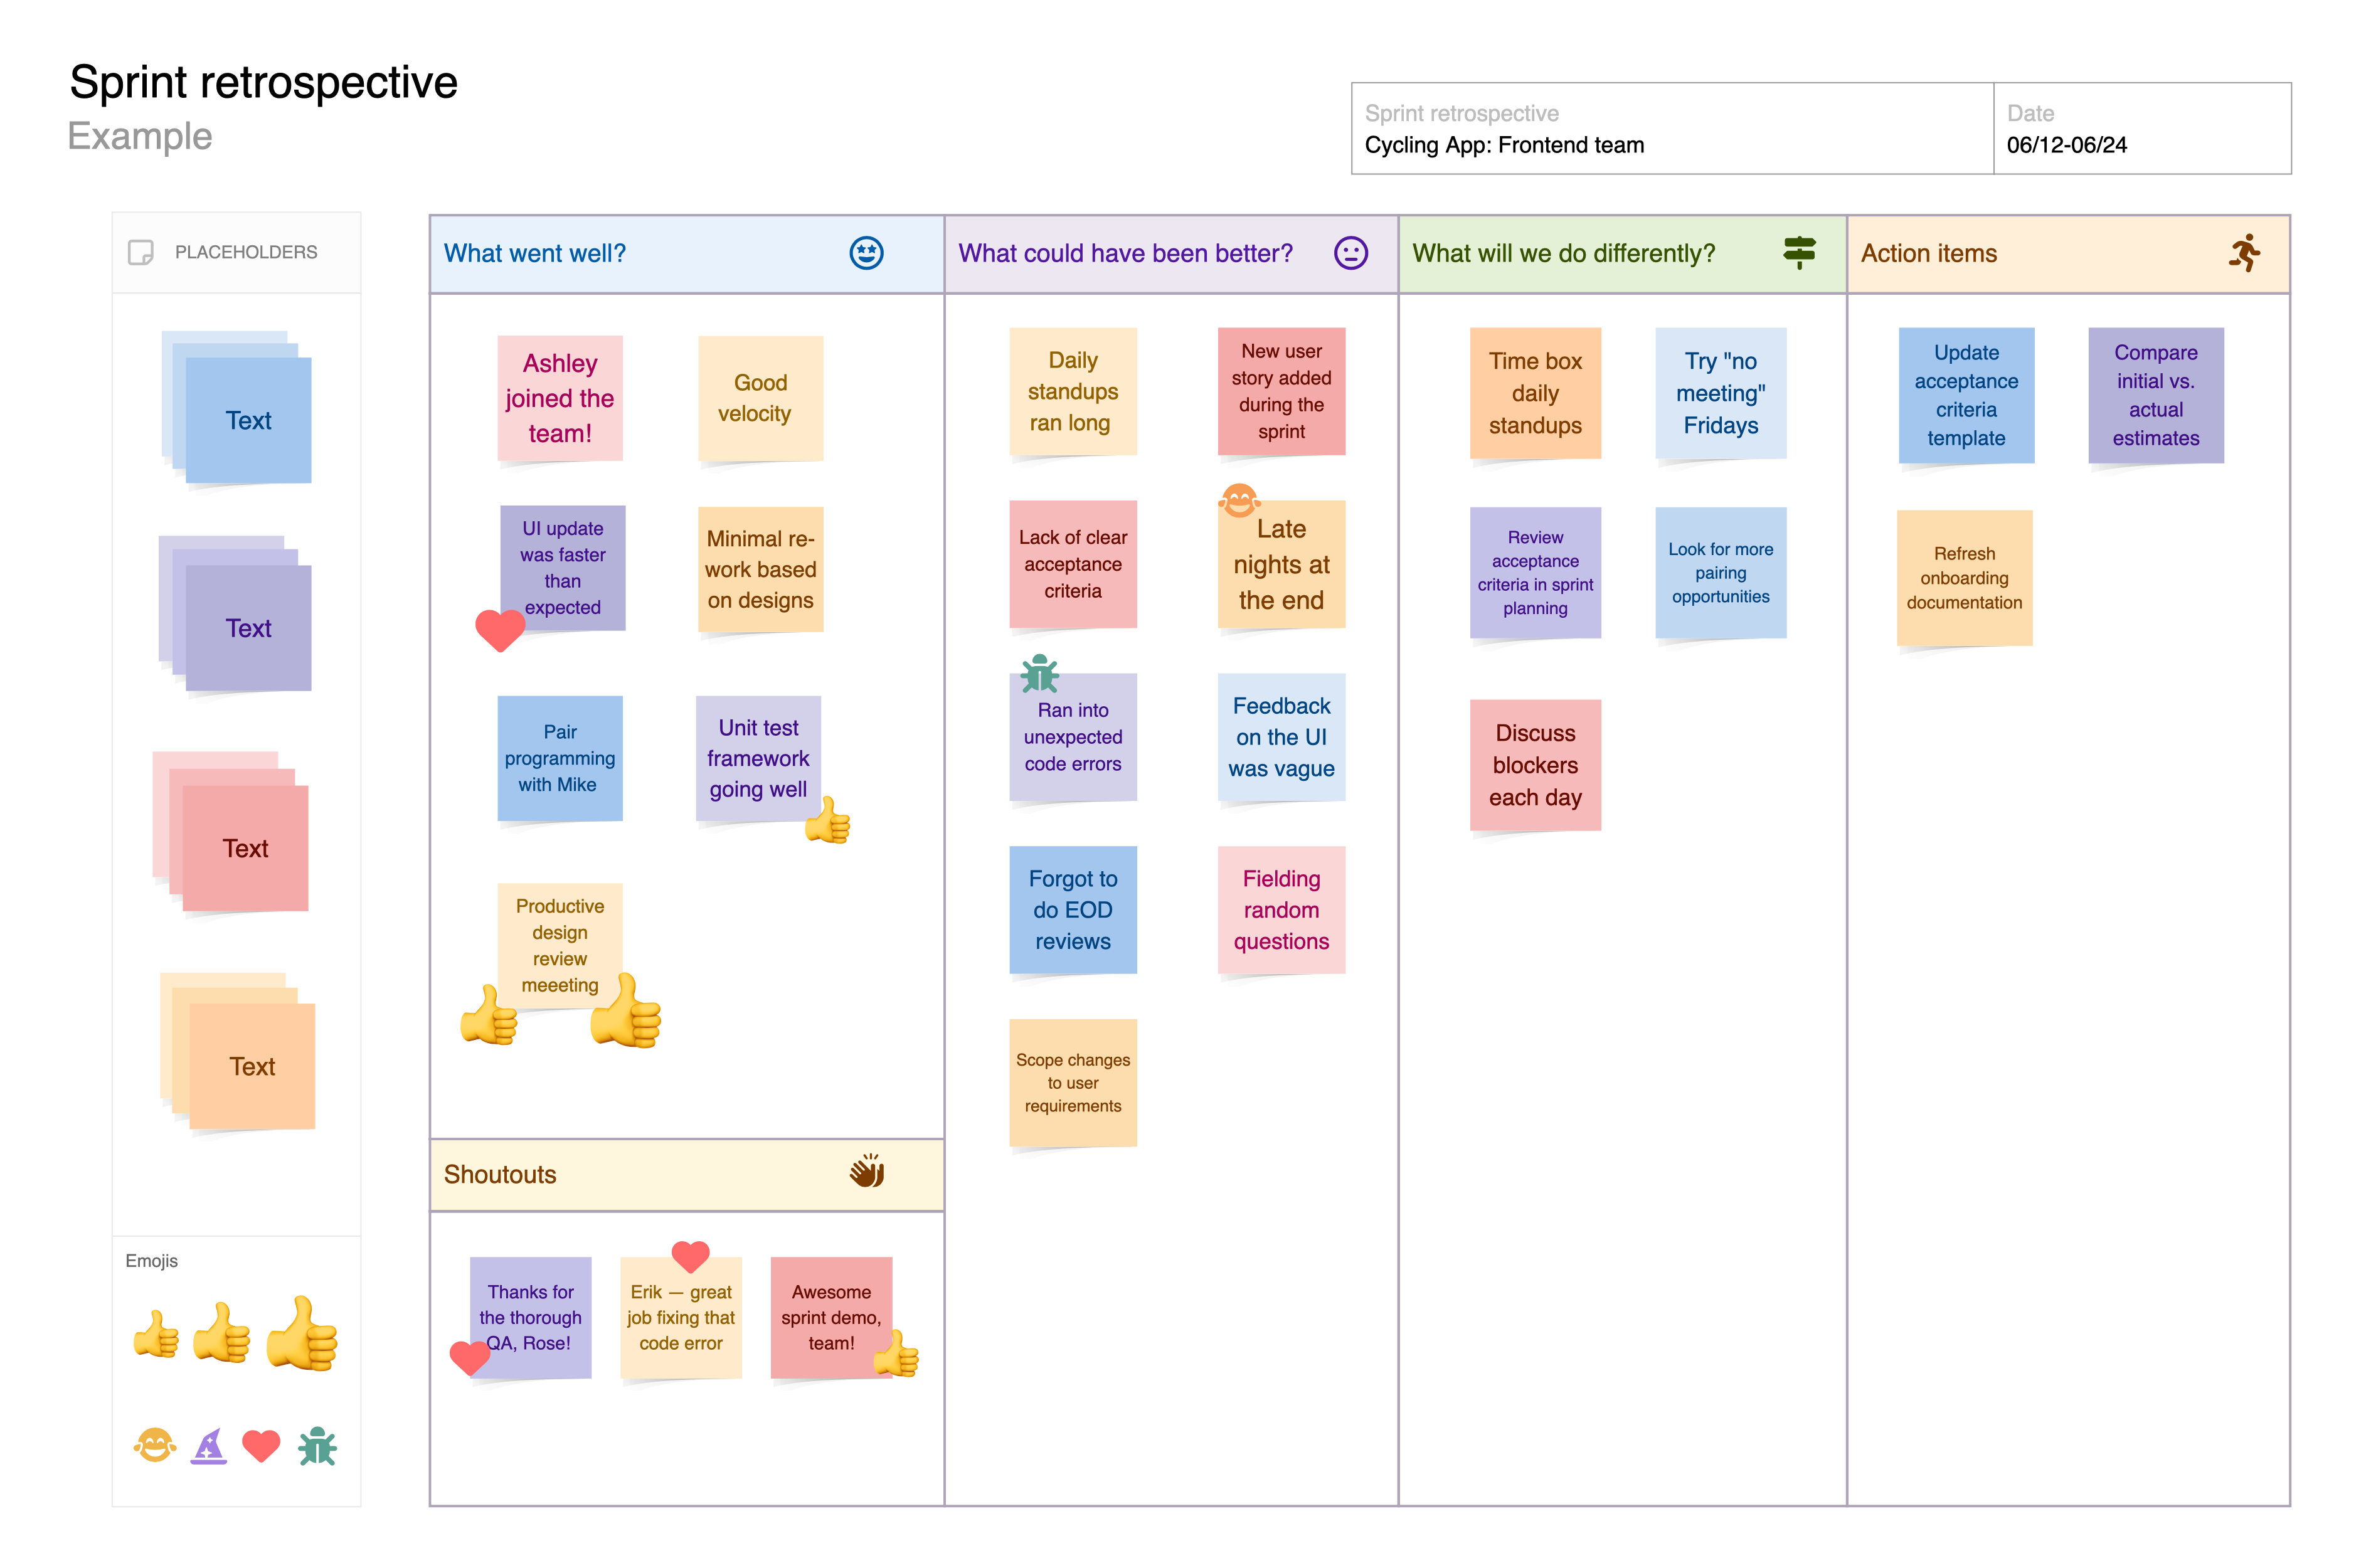 Sprint retrospective
Example
Sprint retrospective
Cycling App: Frontend team
Date
06/12-06/24
PLACEHOLDERS
Text
Text
Text
Text
Emojis
What went well?
Ashley
joined the
team!
Good
velocity
UI update
was faster
than
expected
Minimal re-
work based
on designs
Pair
programming
with Mike
Unit test
framework
going well
Productive
design
review
meeeting
Shoutouts
Thanks for
the thorough
QA, Rose!
Erik — great
job fixing that
code error
Awesome
sprint demo,
team!
What could have been better?
Daily
standups
ran long
New user
story added
during the
sprint
Lack of clear
acceptance
criteria
Late
nights at
the end
Ran into
unexpected
code errors
Feedback
on the UI
was vague
Forgot to
do EOD
reviews
Fielding
random
questions
Scope changes
to user
requirements
What will we do differently?
Time box
daily
standups
Try "no
meeting"
Fridays
Review
acceptance
criteria in sprint
planning
Look for more
pairing
opportunities
Discuss
blockers
each day
Action items
Update
acceptance
criteria
template
Compare
initial vs.
actual
estimates
Refresh
onboarding
documentation